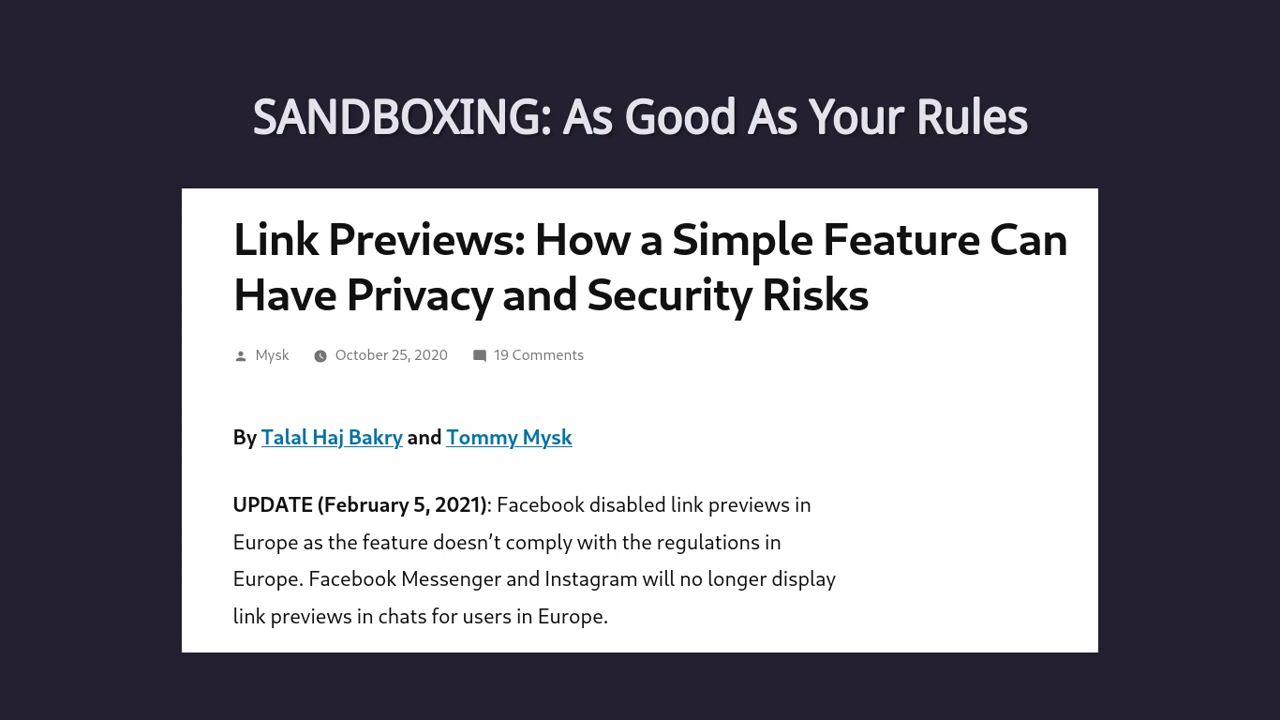 SANDBOXING: As Good As Your Rules
Link Previews: How a Simple Feature Can
Have Privacy and Security Risks
Mysk October 25, 2020 19 Comments
By Talal Haj Bakry and Tommy Mysk
UPDATE (February 5, 2021): Facebook disabled link previews in
Europe as the feature doesn’t comply with the regulations in
Europe. Facebook Messenger and Instagram will no longer display
link previews in chats for users in Europe.